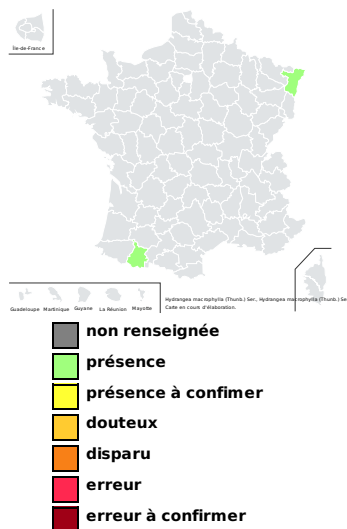 Île-de-France
Guadeloupe Martinique Guyane La Réunion Mayotte
Hydrangea macrophylla (Thunb.) Ser., Hydrangea macrophylla (Thunb.) Se
Carte en cours d'élaboration.
non renseignée
présence
présence à confimer
douteux
disparu
erreur
erreur à confirmer